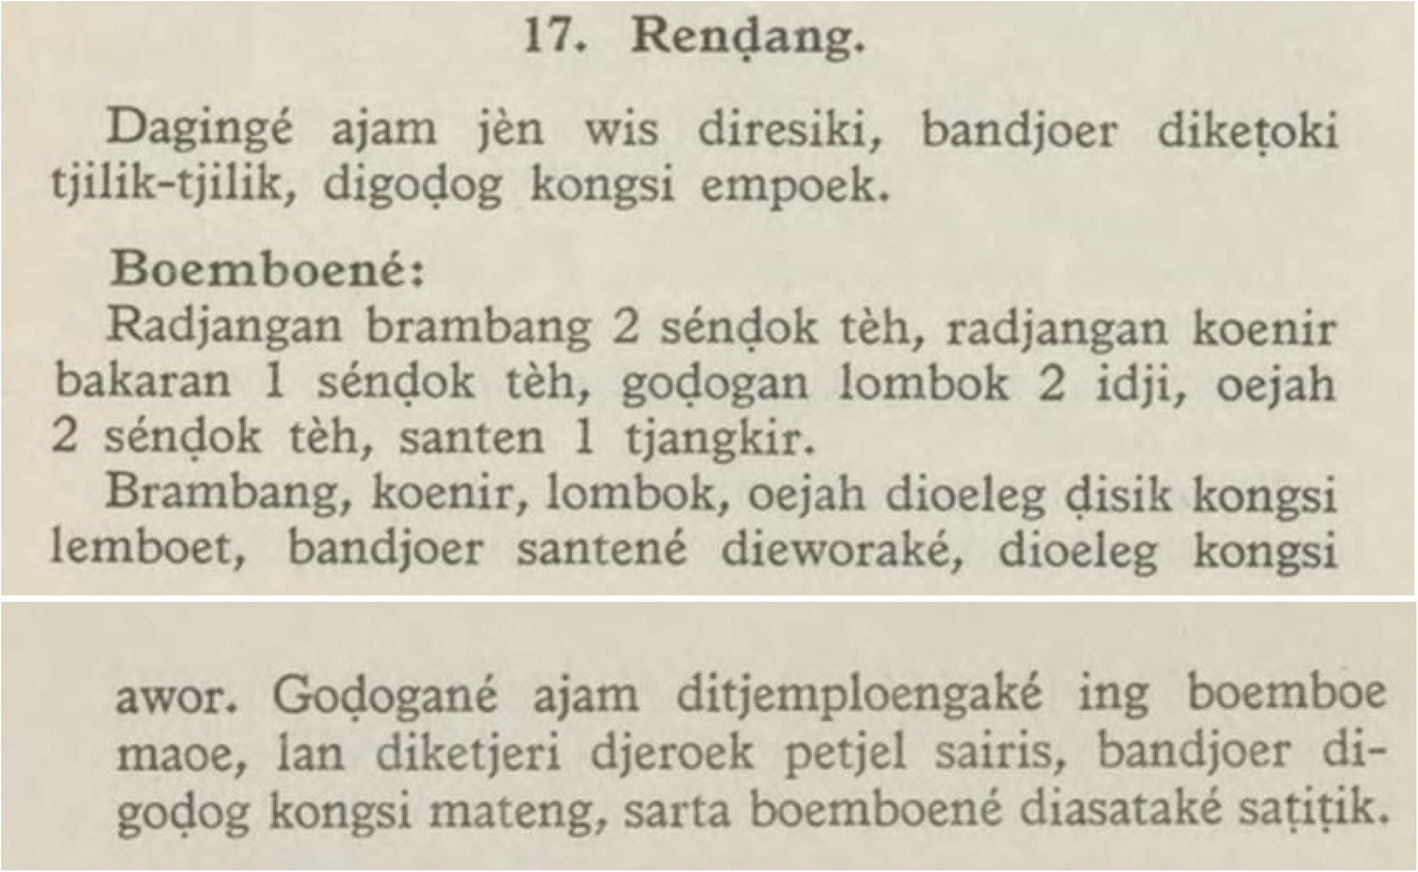 17. Renḍang.
Dagingé ajam jèn wis diresiki, bandjoer dikeṭoki
tjilik-tjilik, digoḍog kongsi empoek.
Boemboené:
Radjangan brambang 2 sénḍok tèh, radjangan koenir
bakaran 1 sénḍok tèh, goḍogan lombok 2 idji, oejah
2 sénḍok tèh, santen 1 tjangkir.
Brambang, koenir, lombok, oejah dioeleg ḍisik kongsi
lemboet, bandjoer santené dieworaké, dioeleg kongsi
awor. Goḍogané ajam ditjemploengaké ing boemboe
maoe, lan diketjeri djeroek petjel sairis, bandjoer di-
goḍog kongsi mateng, sarta boemboené diasataké saṭiṭik.